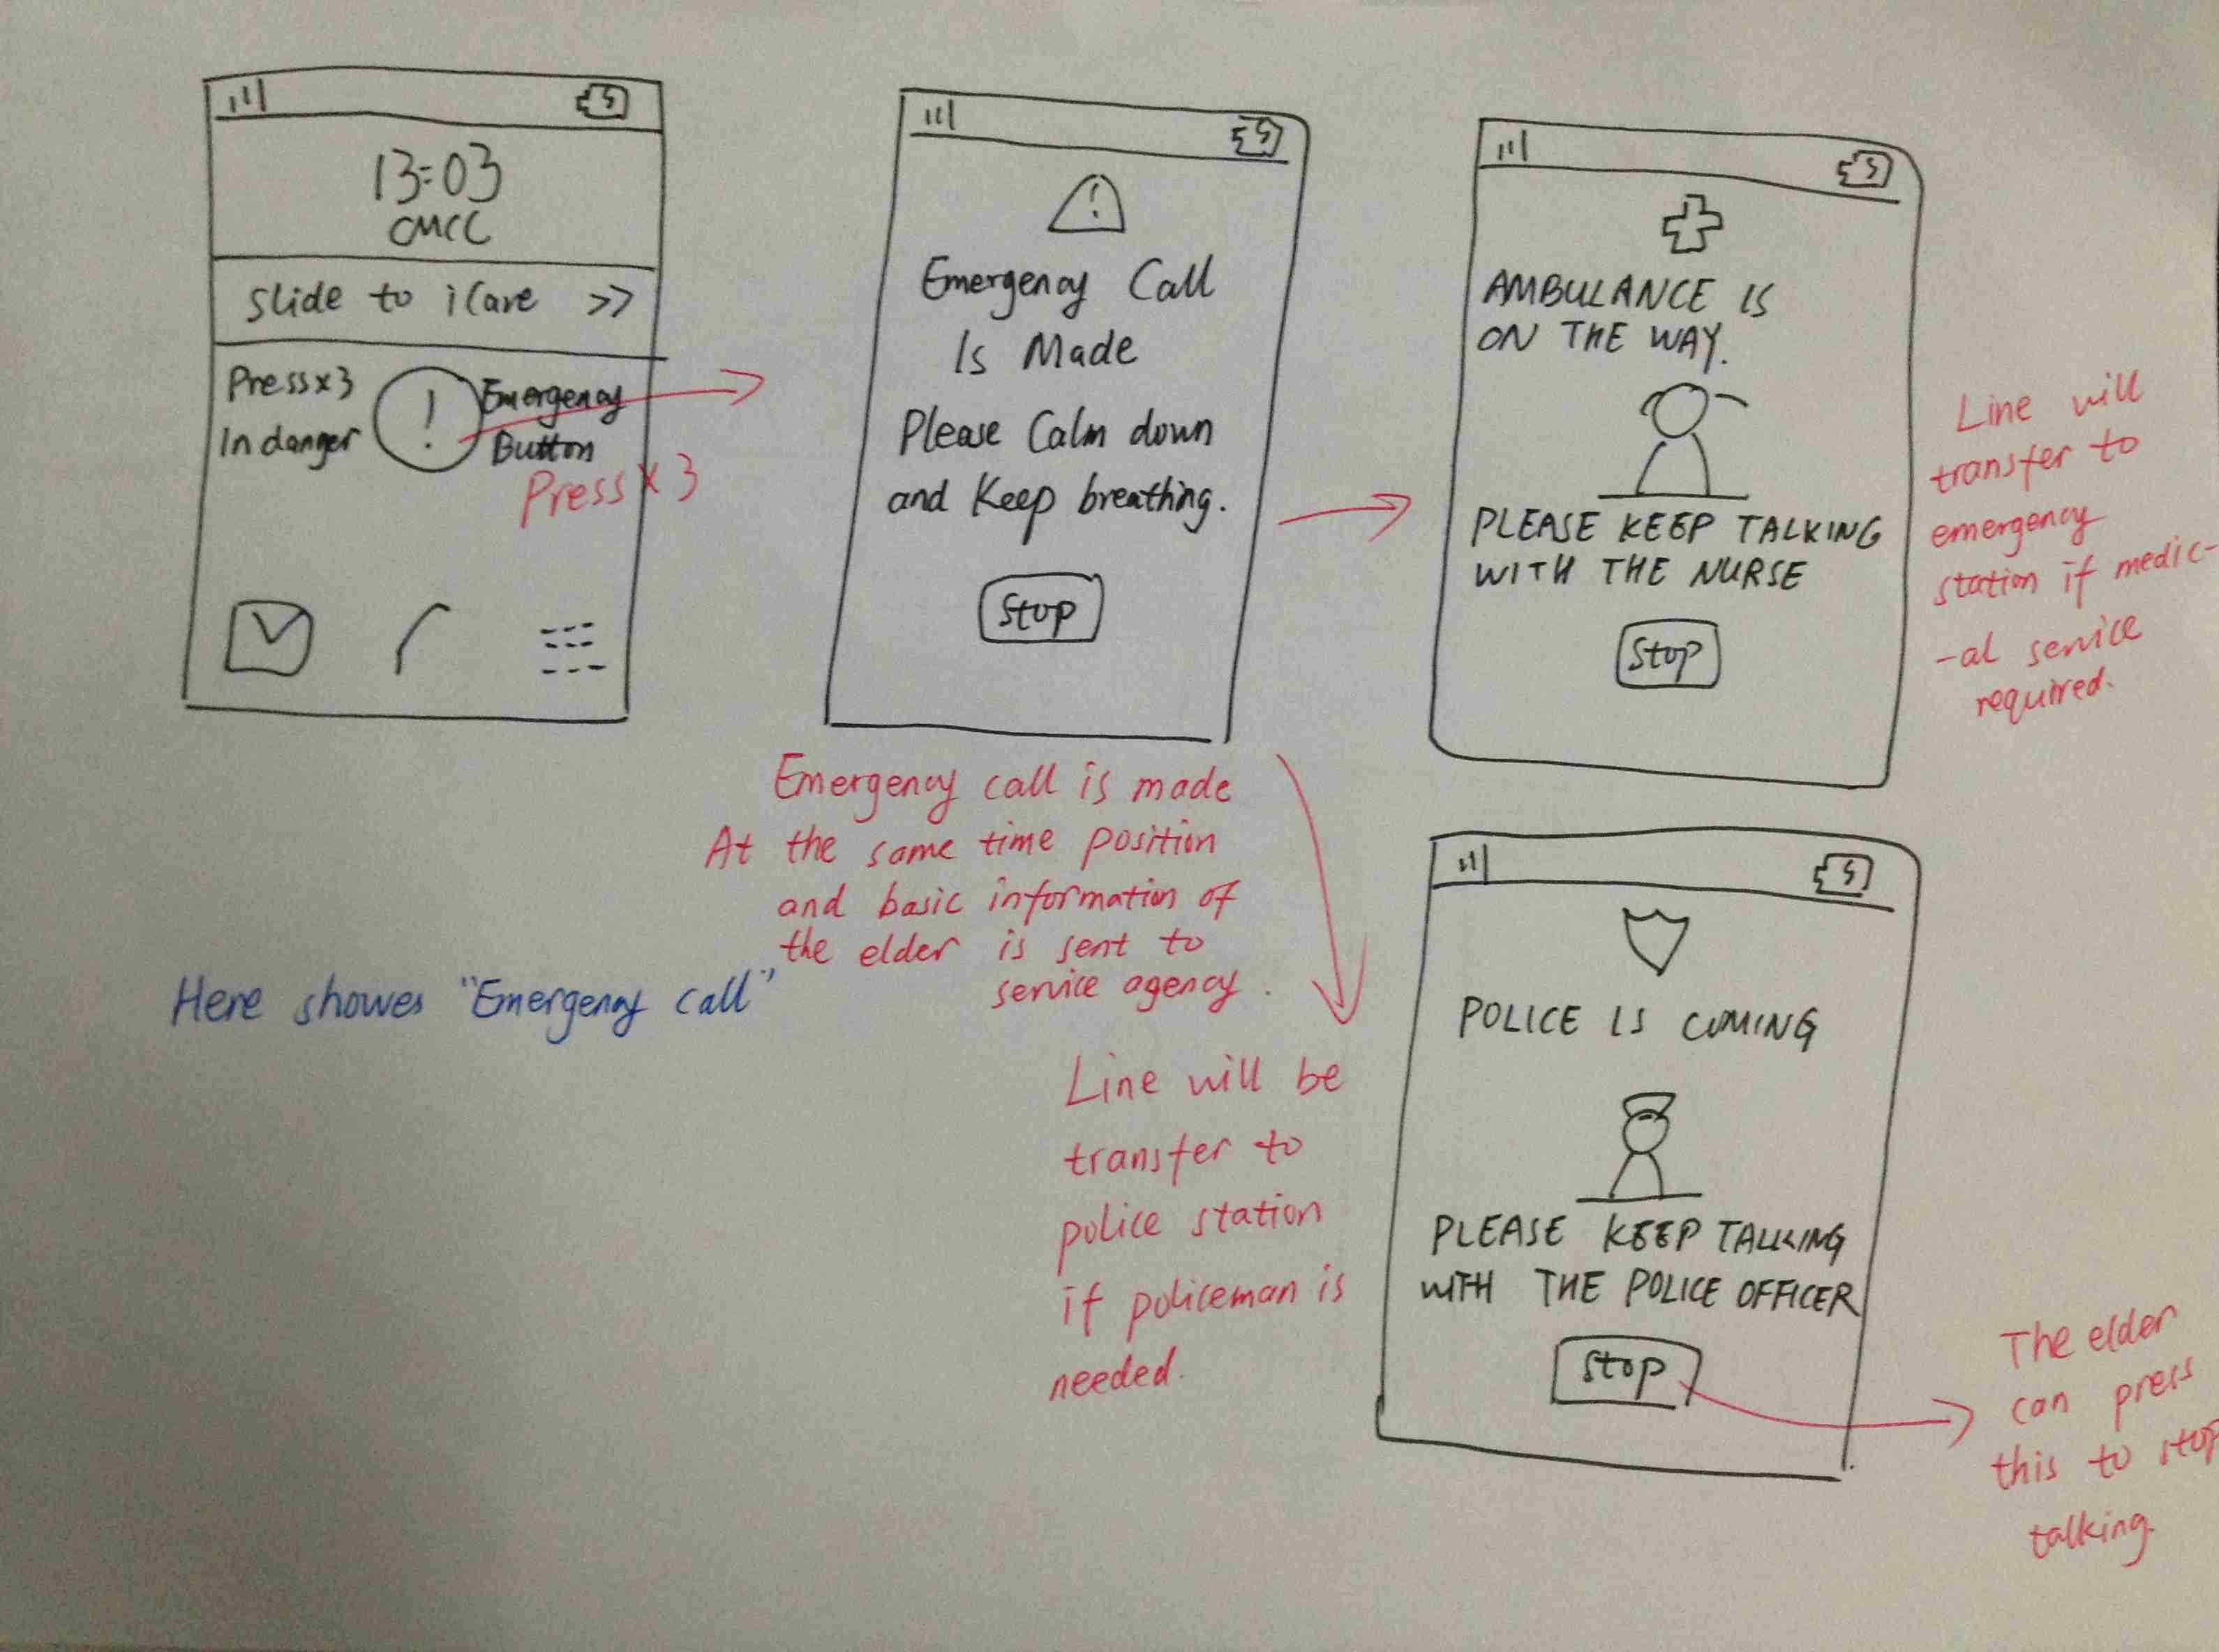 13:03
CMCC
Slide to iCare >>
Press×3
In danger
!
Emergency
Button
Press × 3
!
Emergency Call
Is Made
Please Calm down
and Keep breathing.
Stop
Emergency call is made
At the same time position
and basic information of
the elder is sent to
service agency.
AMBULANCE IS
ON THE WAY.
PLEASE KEEP TALKING
WITH THE NURSE
Stop
Line will
transfer to
emergency
station if medic-
-al service
required.
Here showes "Emergency call"
Line will be
transfer to
police station
if policeman is
needed.
POLICE IS COMING
PLEASE KEEP TALKING
WITH THE POLICE OFFICER
Stop
The elder
can press
this to stop
talking.